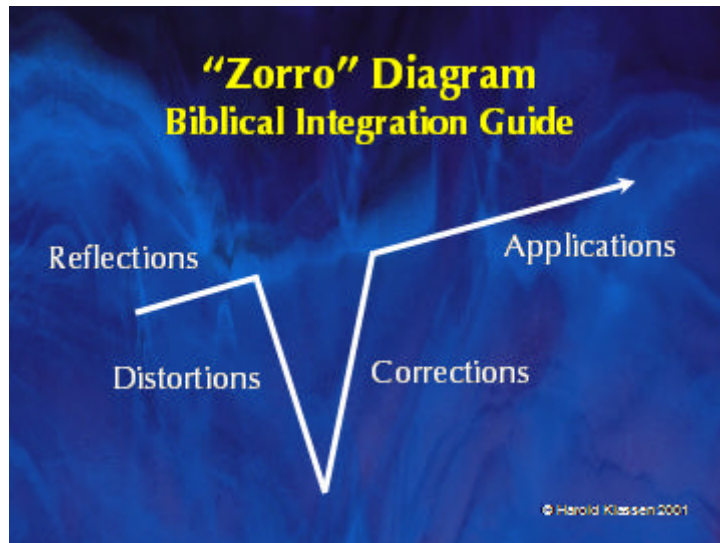 “Zorro” Diagram
Biblical Integration Guide
Reflections
Applications
Distortions
Corrections
© Harold Klassen 2001